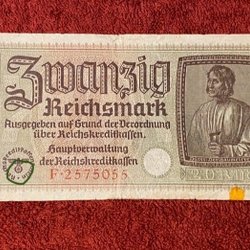 Zwanzig
Reichsmark
Ausgegeben auf Grund der Verordnung
über Reichskreditkassen.
Hauptverwaltung
der Reichskreditkassen
F·2575055